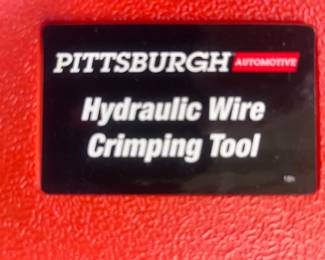 PITTSBURGH AUTOMOTIVE
Hydraulic Wire
Crimping Tool